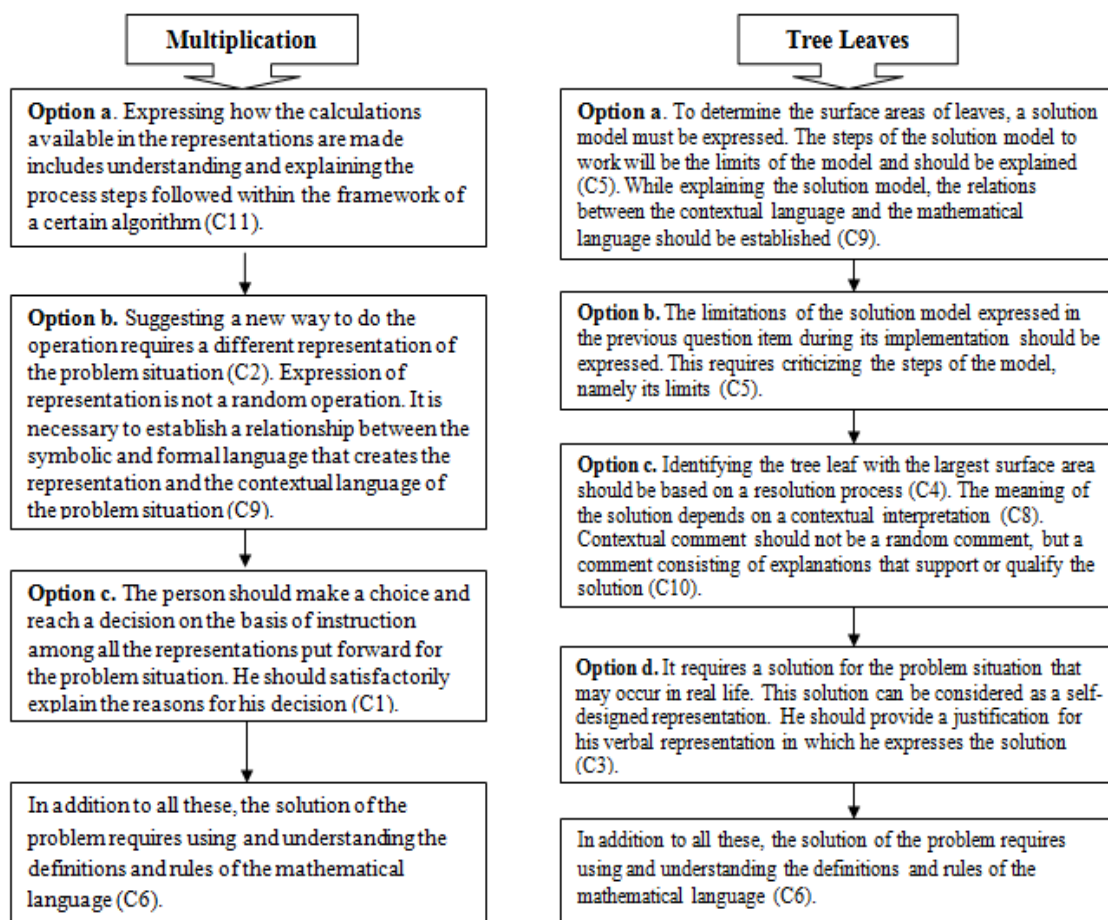 Multiplication
Option a. Expressing how the calculations
available in the representations are made
includes understanding and explaining the
process steps followed within the framework of
a certain algorithm (C11).
Option b. Suggesting a new way to do the
operation requires a different representation of
the problem situation (C2). Expression of
representation is not a random operation. It is
necessary to establish a relationship between the
symbolic and formal language that creates the
representation and the contextual language of
the problem situation (C9).
Option c. The person should make a choice and
reach a decision on the basis of instruction
among all the representations put forward for
the problem situation. He should satisfactorily
explain the reasons for his decision (C1).
In addition to all these, the solution of the
problem requires using and understanding the
definitions and rules of the mathematical
language (C6).
Tree Leaves
Option a. To determine the surface areas of leaves, a solution
model must be expressed. The steps of the solution model to
work will be the limits of the model and should be explained
(C5). While explaining the solution model, the relations
between the contextual language and the mathematical
language should be established (C9).
Option b. The limitations of the solution model expressed in
the previous question item during its implementation should be
expressed. This requires criticizing the steps of the model,
namely its limits (C5).
Option c. Identifying the tree leaf with the largest surface area
should be based on a resolution process (C4). The meaning of
the solution depends on a contextual interpretation (C8).
Contextual comment should not be a random comment, but a
comment consisting of explanations that support or qualify the
solution (C10).
Option d. It requires a solution for the problem situation that
may occur in real life. This solution can be considered as a self-
designed representation. He should provide a justification for
his verbal representation in which he expresses the solution
(C3).
In addition to all these, the solution of the problem requires
using and understanding the definitions and rules of the
mathematical language (C6).